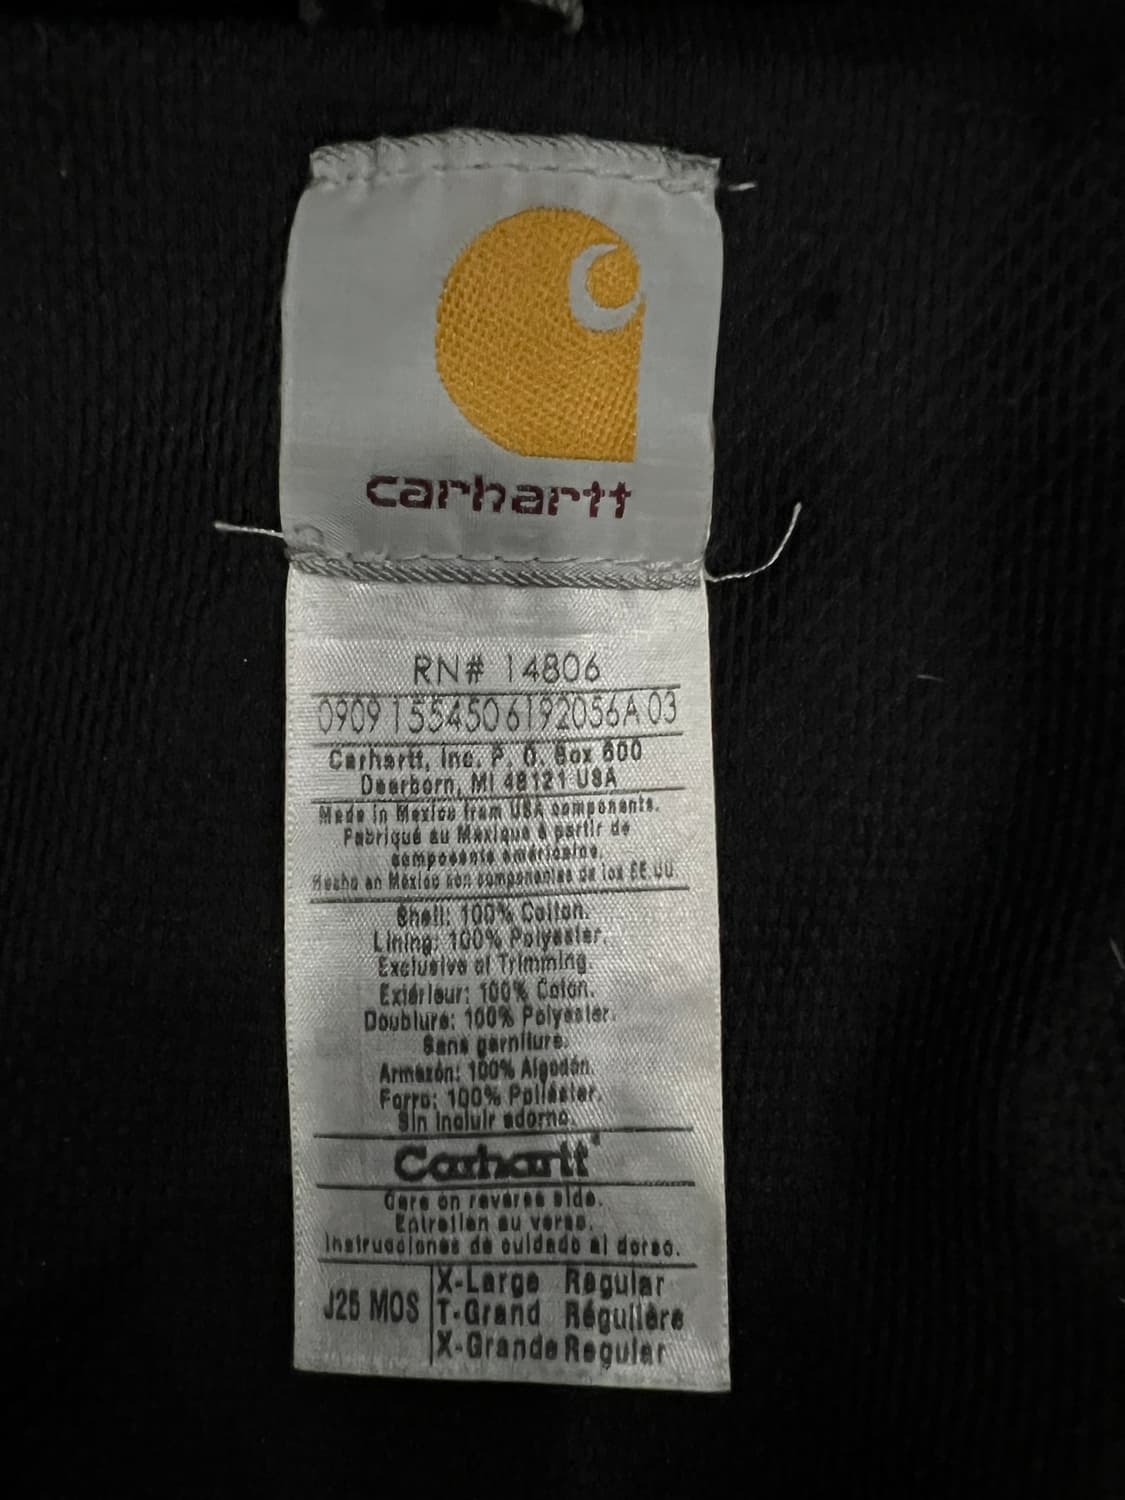 carhartt
RN# 14806
0909 155450 6192056A 03
Carhartt, Inc. P. O. Box 600
Dearborn, MI 48121 USA
Made in Mexico from USA components.
Fabriqué au Mexique à partir de
composants américains.
Hecho en México con componentes de los EE.UU.
Shell: 100% Cotton.
Lining: 100% Polyester.
Exclusive of Trimming.
Extérieur: 100% Coton.
Doublure: 100% Polyester.
Sans garniture.
Armazón: 100% Algodón.
Forro: 100% Poliéster.
Sin incluir adorno.
Carhartt
Care on reverse side.
Entretien au verso.
Instrucciones de cuidado al dorso.
J25 MOS
X-Large Regular
T-Grand Régulière
X-Grande Regular